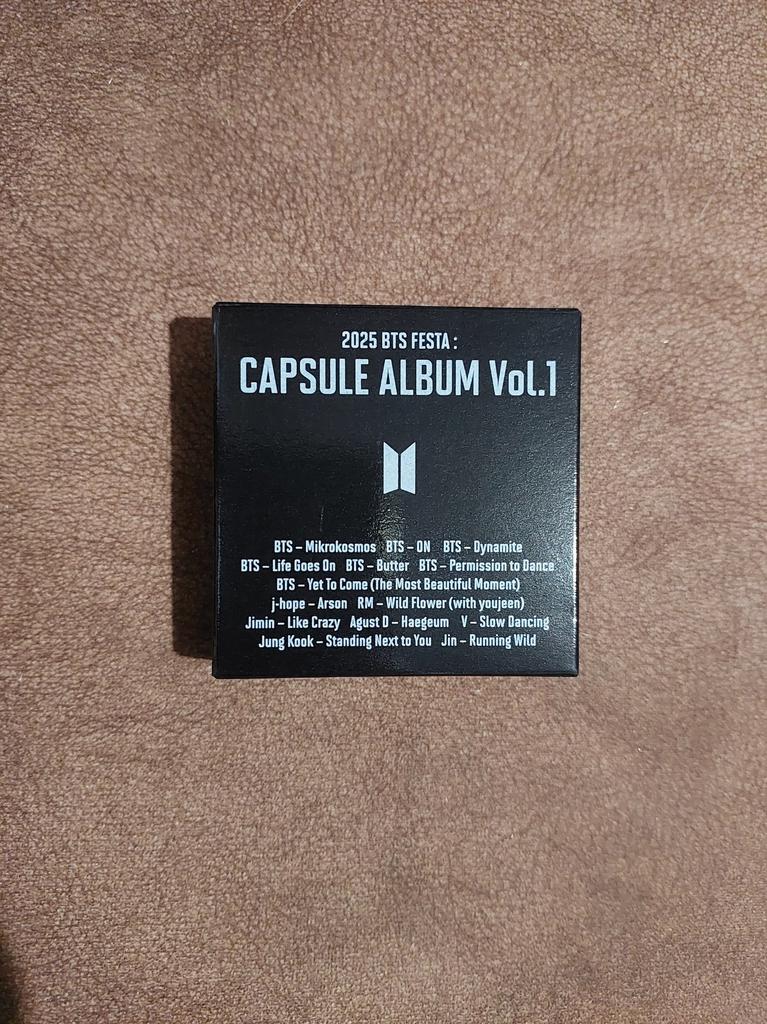 2025 BTS FESTA :
CAPSULE ALBUM Vol.1
BTS – Mikrokosmos BTS – ON BTS – Dynamite
BTS – Life Goes On BTS – Butter BTS – Permission to Dance
BTS – Yet To Come (The Most Beautiful Moment)
j-hope – Arson RM – Wild Flower (with youjeen)
Jimin – Like Crazy Agust D – Haegeum V – Slow Dancing
Jung Kook – Standing Next to You Jin – Running Wild